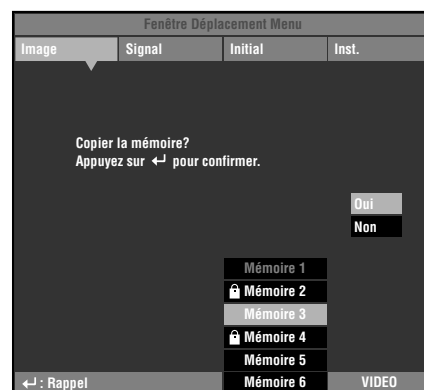 Fenêtre Déplacement Menu
Image Signal Initial Inst.
Copier la mémoire?
Appuyez sur ↵ pour confirmer.
Oui
Non
Mémoire 1
Mémoire 2
Mémoire 3
Mémoire 4
Mémoire 5
↵ : Rappel Mémoire 6 VIDEO